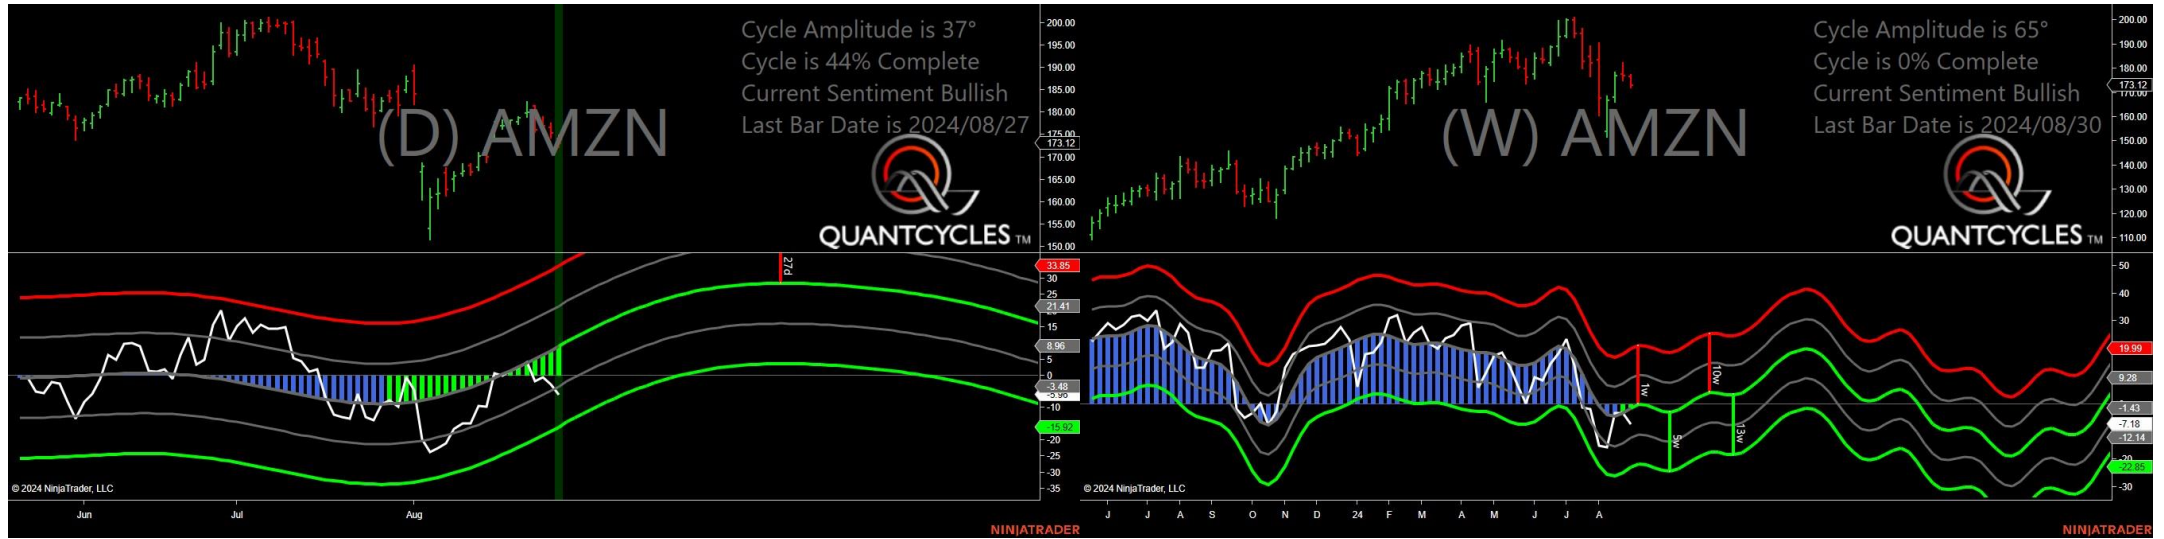 Cycle Amplitude is 37°
Cycle is 44% Complete
Current Sentiment Bullish
Last Bar Date is 2024/08/27
(D) AMZN
QUANTCYCLES TM
200.00
195.00
190.00
185.00
180.00
175.00
173.12
170.00
165.00
160.00
155.00
150.00
27d
33.85
30
25
21.41
15
8.96
5
0
-3.48
-5.96
-10
-15.92
-20
-25
-30
-35
© 2024 NinjaTrader, LLC
Jun
Jul
Aug
NINJATRADER
Cycle Amplitude is 65°
Cycle is 0% Complete
Current Sentiment Bullish
Last Bar Date is 2024/08/30
(W) AMZN
QUANTCYCLES TM
200.00
190.00
180.00
173.12
170.00
160.00
150.00
140.00
130.00
120.00
110.00
1w
10w
5w
13w
50
40
30
19.99
9.28
-1.43
-7.18
-12.14
-20
-22.85
-30
© 2024 NinjaTrader, LLC
J J A S O N D 24 F M A M J J A
NINJATRADER